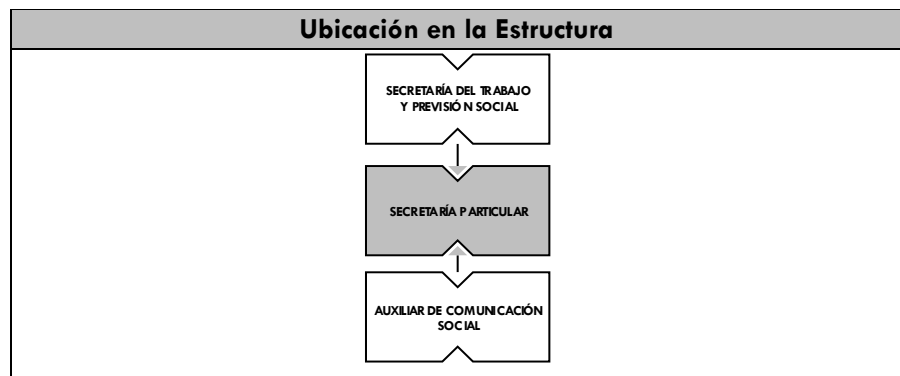 Ubicación en la Estructura
SECRETARÍA DEL TRABAJO
Y PREVISIÓN SOCIAL
SECRETARÍA PARTICULAR
AUXILIAR DE COMUNICACIÓN
SOCIAL